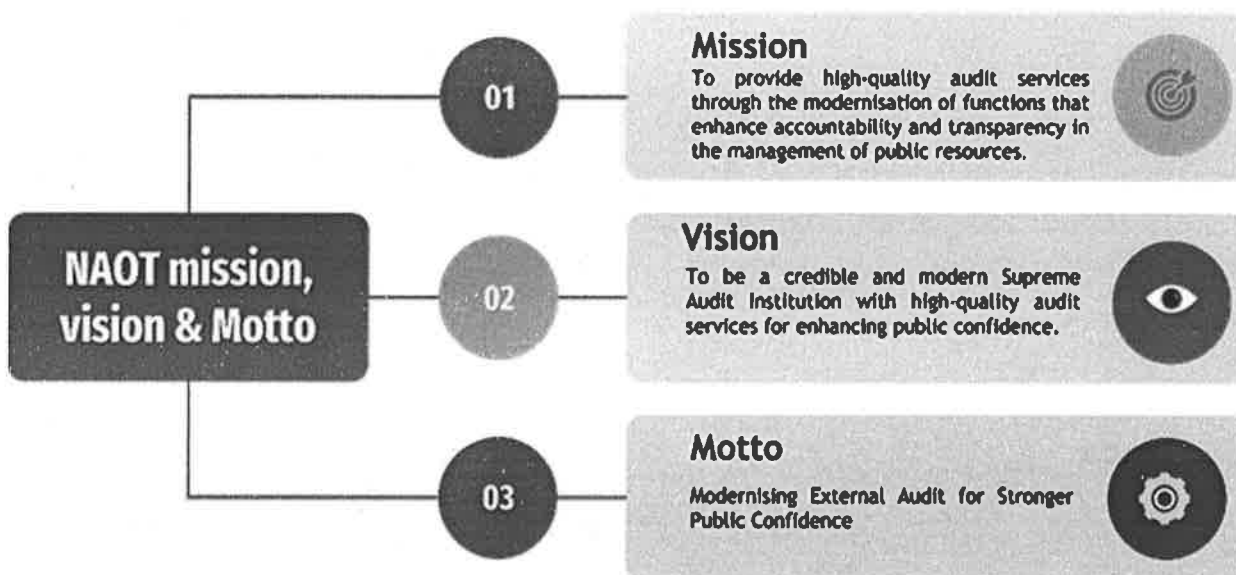 NAOT mission,
vision & Motto
01
Mission
To provide high-quality audit services
through the modernisation of functions that
enhance accountability and transparency in
the management of public resources.
02
Vision
To be a credible and modern Supreme
Audit Institution with high-quality audit
services for enhancing public confidence.
03
Motto
Modernising External Audit for Stronger
Public Confidence